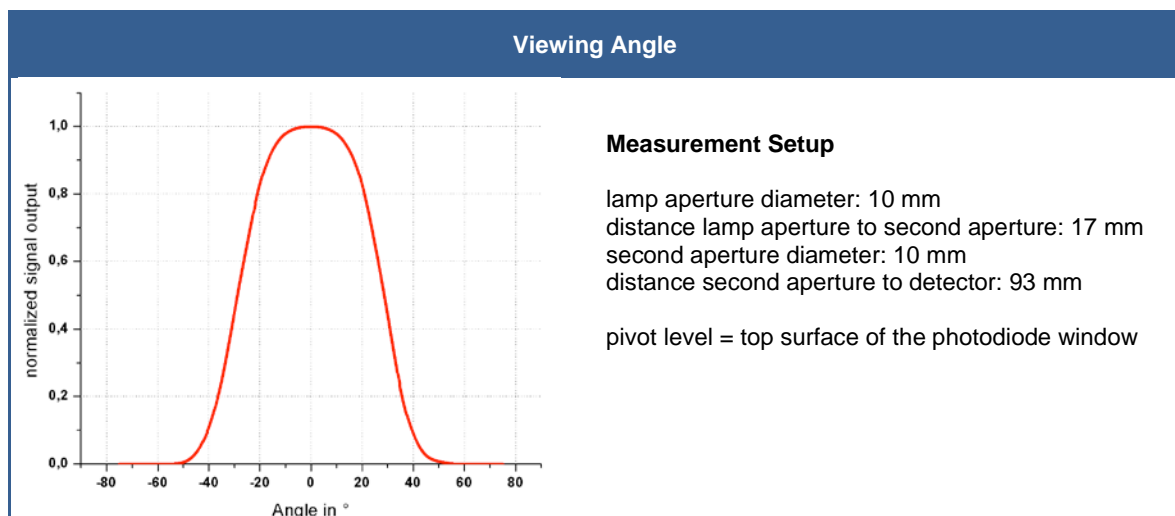 Viewing Angle
1,0
0,8
0,6
0,4
0,2
0,0
normalized signal output
-80 -60 -40 -20 0 20 40 60 80
Angle in °
Measurement Setup
lamp aperture diameter: 10 mm
distance lamp aperture to second aperture: 17 mm
second aperture diameter: 10 mm
distance second aperture to detector: 93 mm
pivot level = top surface of the photodiode window